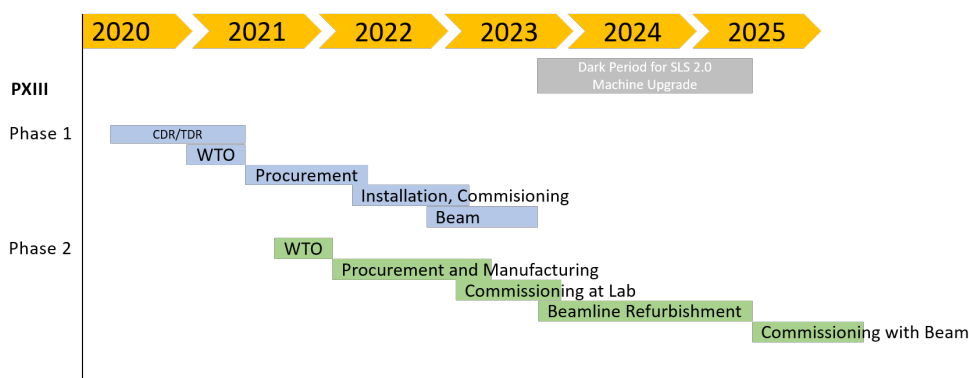 2020 2021 2022 2023 2024 2025
Dark Period for SLS 2.0
Machine Upgrade
PXIII
Phase 1
CDR/TDR
WTO
Procurement
Installation, Commisioning
Beam
Phase 2
WTO
Procurement and Manufacturing
Commissioning at Lab
Beamline Refurbishment
Commissioning with Beam